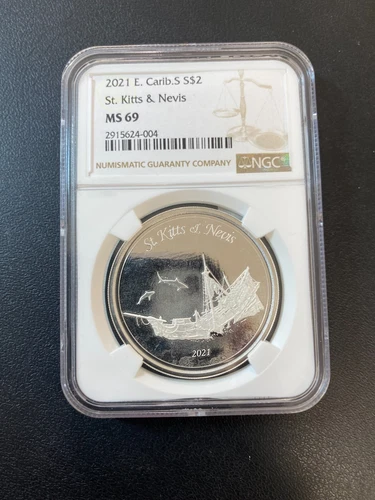 2021 E. Carib.S S$2
St. Kitts & Nevis
MS 69
2915624-004
NUMISMATIC GUARANTY COMPANY
NGC
St. Kitts & Nevis
2021